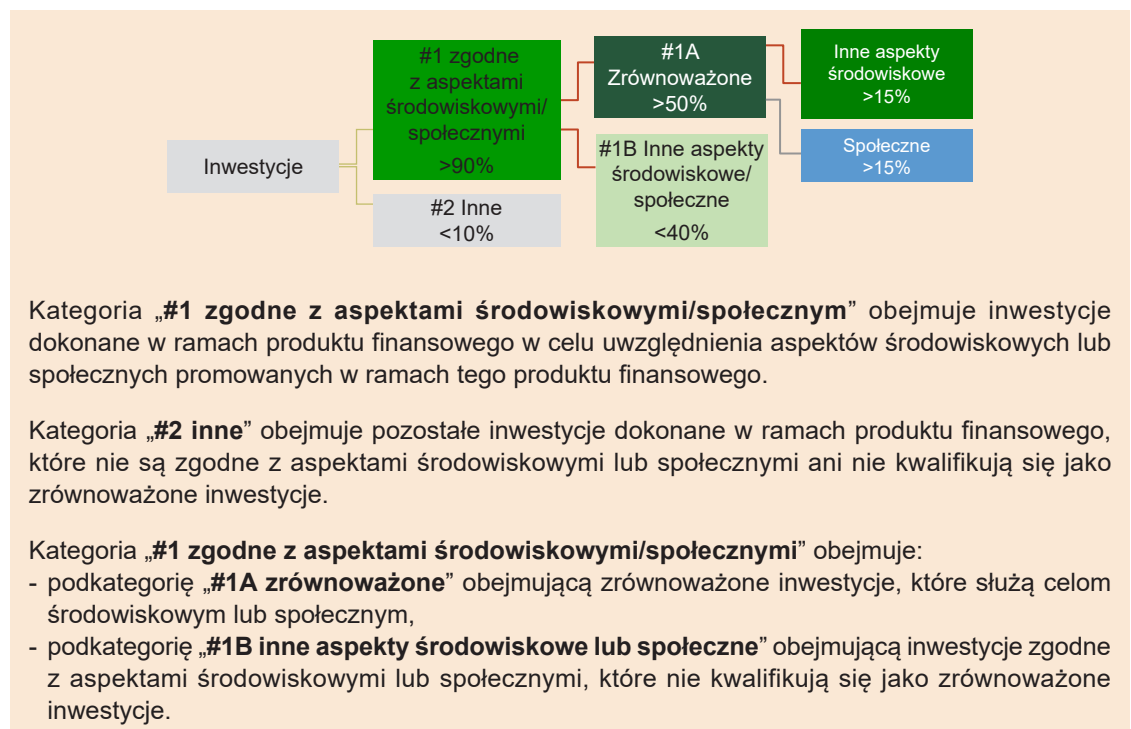 Inwestycje
#1 zgodne
z aspektami
środowiskowymi/
społecznymi
>90%
#2 Inne
<10%
#1A
Zrównoważone
>50%
#1B Inne aspekty
środowiskowe/
społeczne
<40%
Inne aspekty
środowiskowe
>15%
Społeczne
>15%
Kategoria „#1 zgodne z aspektami środowiskowymi/społecznym” obejmuje inwestycje
dokonane w ramach produktu finansowego w celu uwzględnienia aspektów środowiskowych lub
społecznych promowanych w ramach tego produktu finansowego.
Kategoria „#2 inne” obejmuje pozostałe inwestycje dokonane w ramach produktu finansowego,
które nie są zgodne z aspektami środowiskowymi lub społecznymi ani nie kwalifikują się jako
zrównoważone inwestycje.
Kategoria „#1 zgodne z aspektami środowiskowymi/społecznymi” obejmuje:
- podkategorię „#1A zrównoważone” obejmującą zrównoważone inwestycje, które służą celom
środowiskowym lub społecznym,
- podkategorię „#1B inne aspekty środowiskowe lub społeczne” obejmującą inwestycje zgodne
z aspektami środowiskowymi lub społecznymi, które nie kwalifikują się jako zrównoważone
inwestycje.